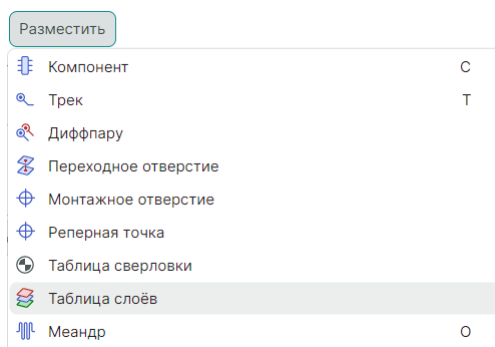 Разместить
Компонент C
Трек T
Диффпару
Переходное отверстие
Монтажное отверстие
Реперная точка
Таблица сверловки
Таблица слоёв
Меандр O